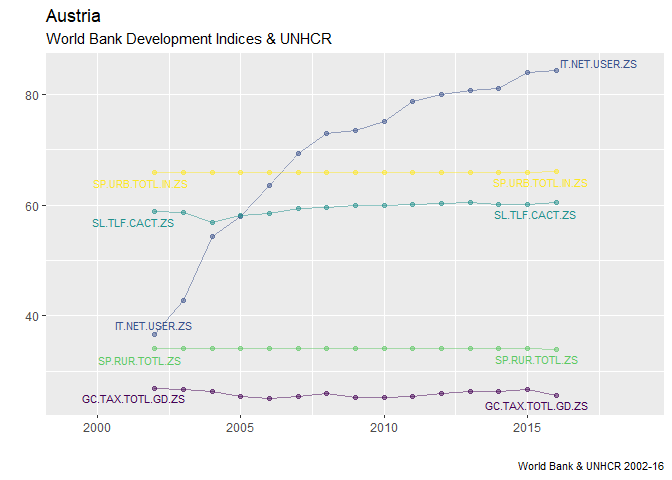 Austria
World Bank Development Indices & UNHCR
IT.NET.USER.ZS
80
SP.URB.TOTL.IN.ZS
SP.URB.TOTL.IN.ZS
60
SL.TLF.CACT.ZS
SL.TLF.CACT.ZS
IT.NET.USER.ZS
40
SP.RUR.TOTL.ZS
SP.RUR.TOTL.ZS
GC.TAX.TOTL.GD.ZS
GC.TAX.TOTL.GD.ZS
2000
2005
2010
2015
World Bank & UNHCR 2002-16